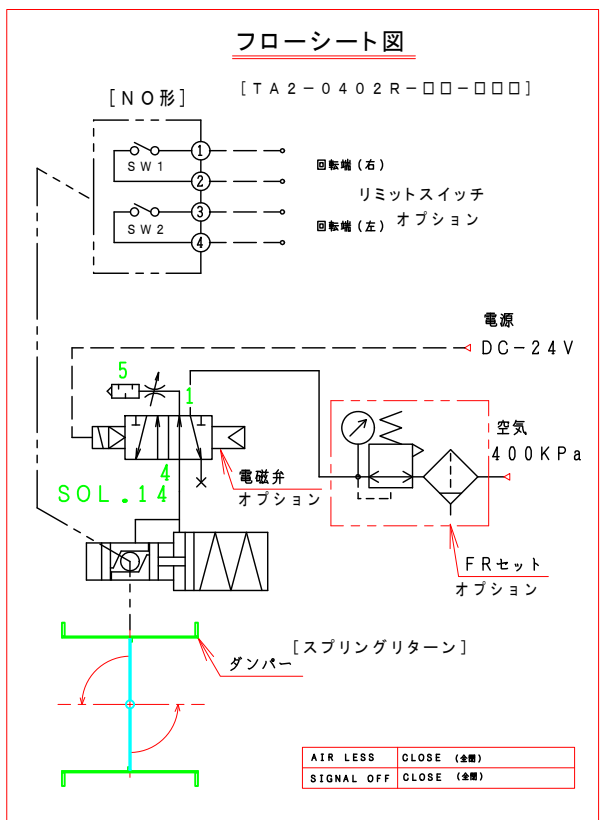 フローシート図
[TA2-0402R-□□-□□□]
[NO形]
1
SW1
2
回転端(右)
リミットスイッチ
オプション
3
SW2
4
回転端(左)
電源
DC-24V
5
1
空気
400KPa
4
SOL.14
電磁弁
オプション
FRセット
オプション
[スプリングリターン]
ダンパー
AIR LESS CLOSE (全閉)
SIGNAL OFF CLOSE (全閉)